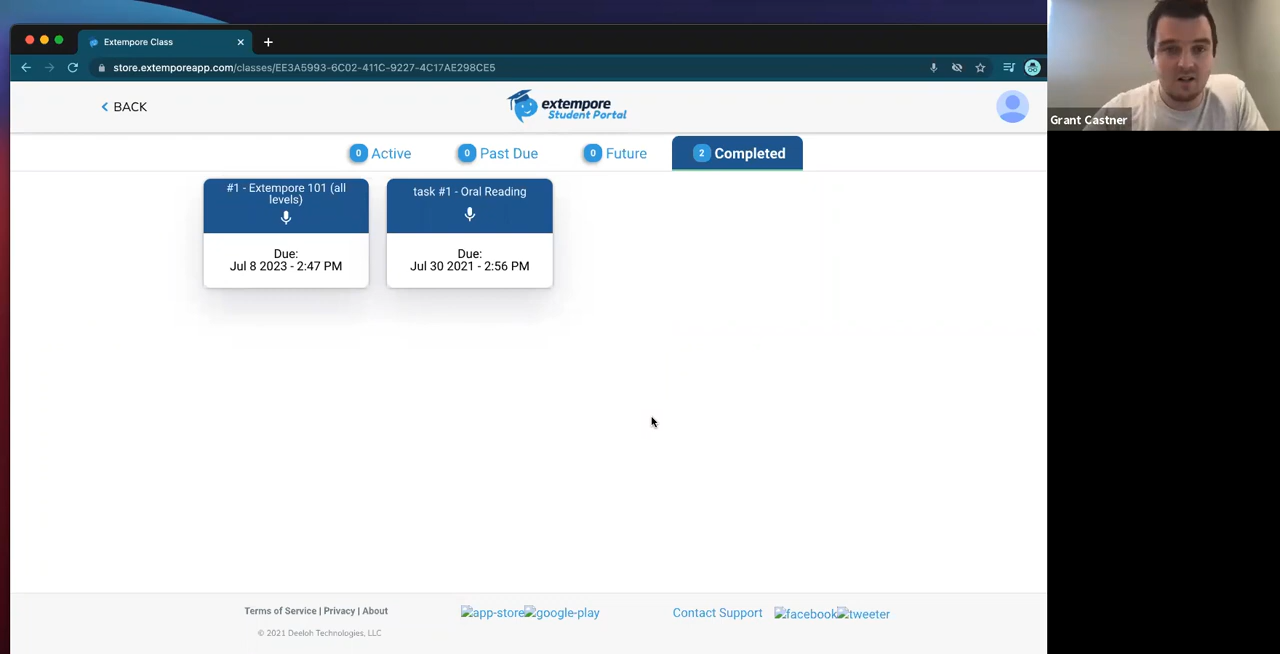 Extempore Class
store.extemporeapp.com/classes/EE3A5993-6C02-411C-9227-4C17AE298CE5
BACK
extempore
Student Portal
0 Active
0 Past Due
0 Future
2 Completed
#1 - Extempore 101 (all
levels)
Due:
Jul 8 2023 - 2:47 PM
task #1 - Oral Reading
Due:
Jul 30 2021 - 2:56 PM
Grant Castner
Terms of Service | Privacy | About
© 2021 Deeloh Technologies, LLC
app-store google-play
Contact Support
facebook tweeter